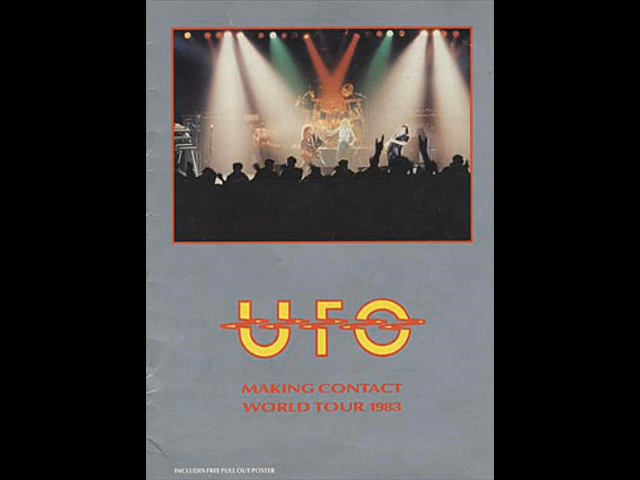 UFO
MAKING CONTACT
WORLD TOUR 1983
INCLUDES FREE PULL OUT POSTER